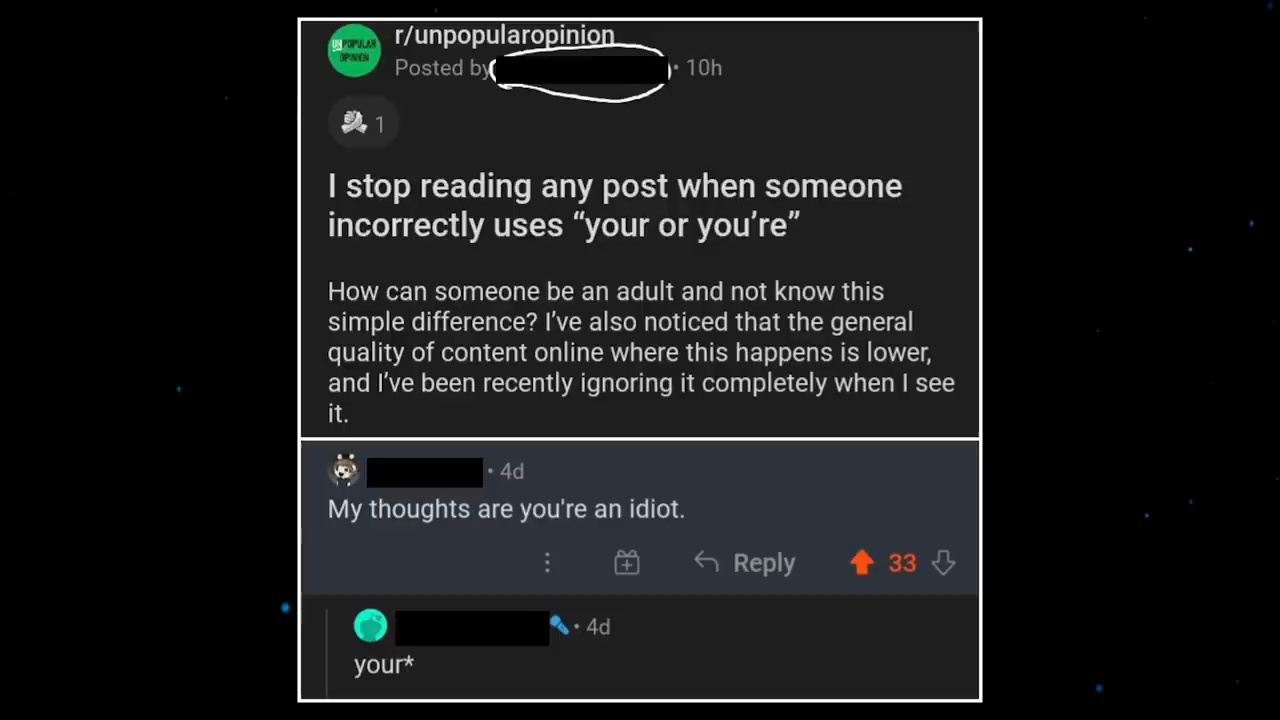 r/unpopularopinion
UNPOPULAR
OPINION
Posted by • 10h
1
I stop reading any post when someone
incorrectly uses “your or you’re”
How can someone be an adult and not know this
simple difference? I’ve also noticed that the general
quality of content online where this happens is lower,
and I’ve been recently ignoring it completely when I see
it.
• 4d
My thoughts are you're an idiot.
Reply 33
• 4d
your*